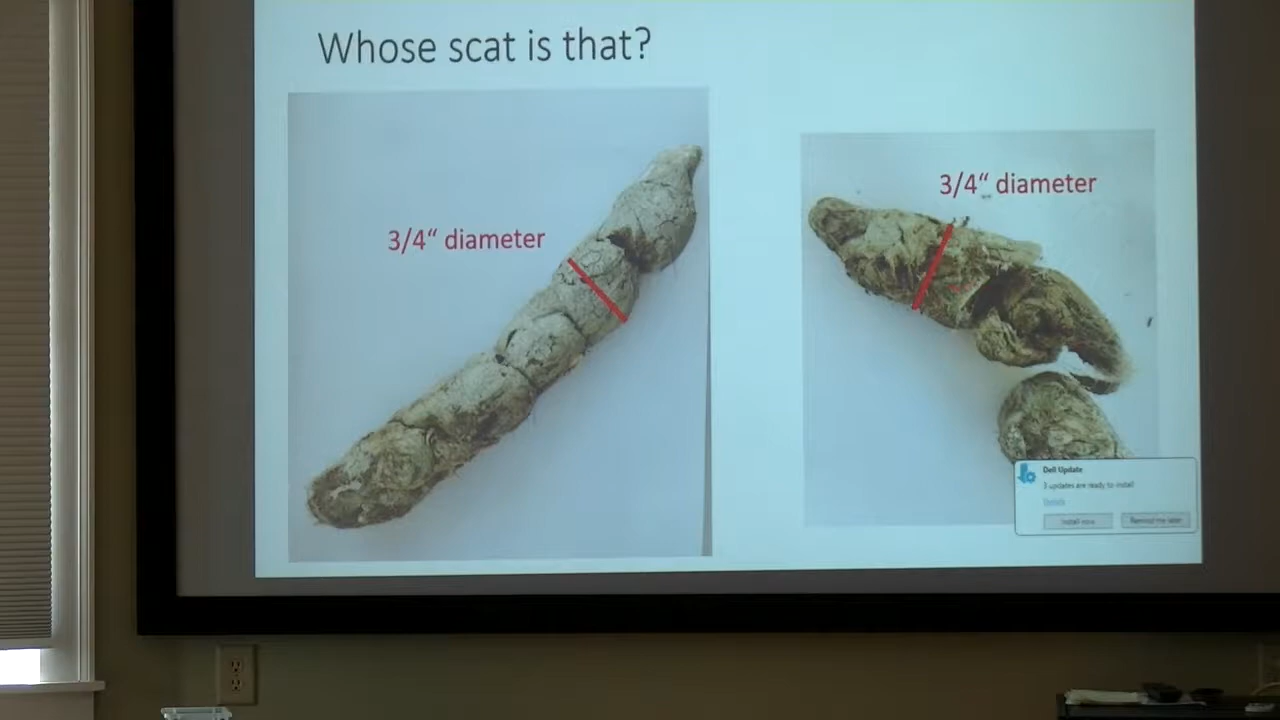 Whose scat is that?
3/4“ diameter
3/4“ diameter
Dell Update
3 updates are ready to install
Details
Install now
Remind me later